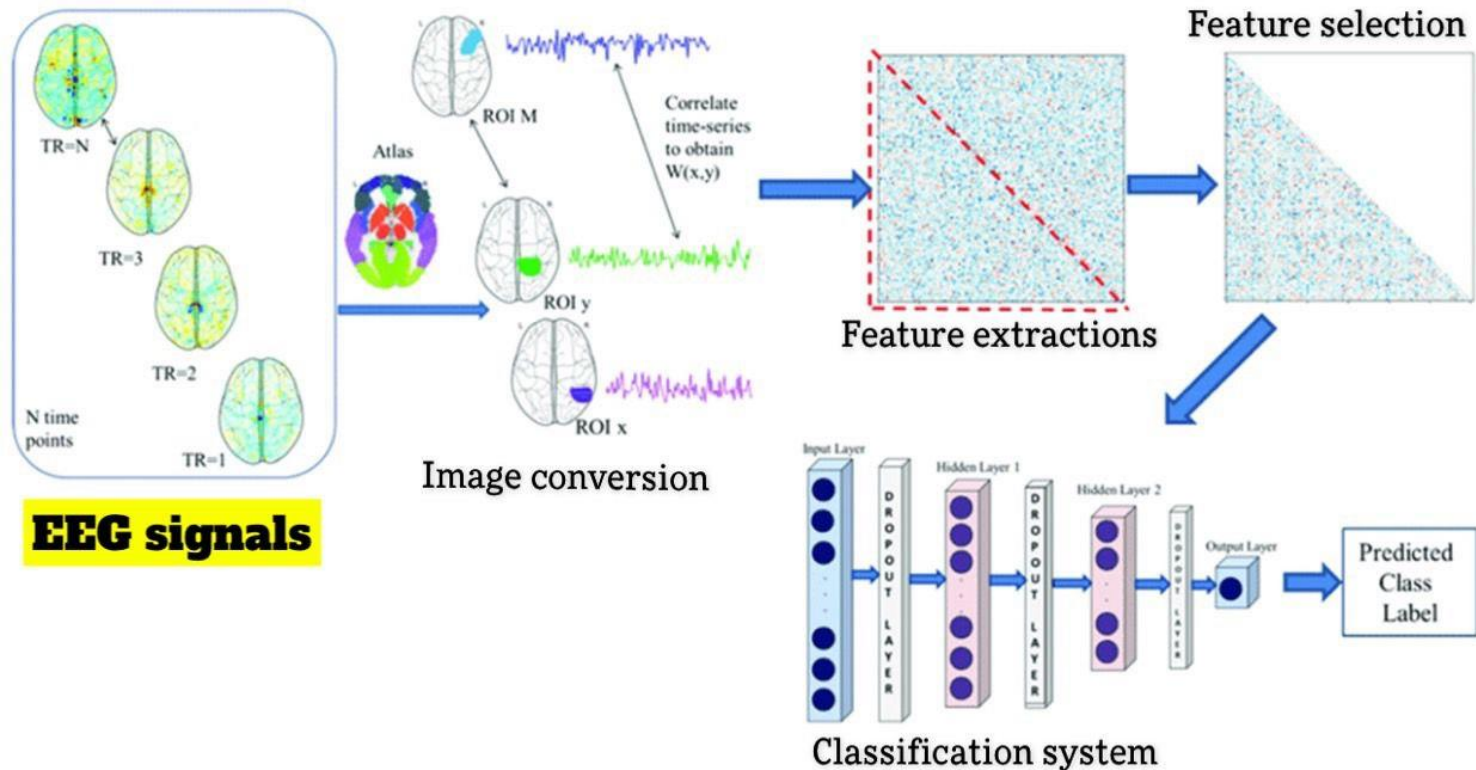 TR=N
TR=3
TR=2
TR=1
N time
points
EEG signals
Atlas
L
R
L
R
ROI M
L
R
ROI y
L
R
ROI x
Correlate
time-series
to obtain
W(x,y)
Image conversion
Feature extractions
Feature selection
Input Layer
DROPOUT LAYER
Hidden Layer 1
DROPOUT LAYER
Hidden Layer 2
DROPOUT LAYER
Output Layer
Predicted
Class
Label
Classification system